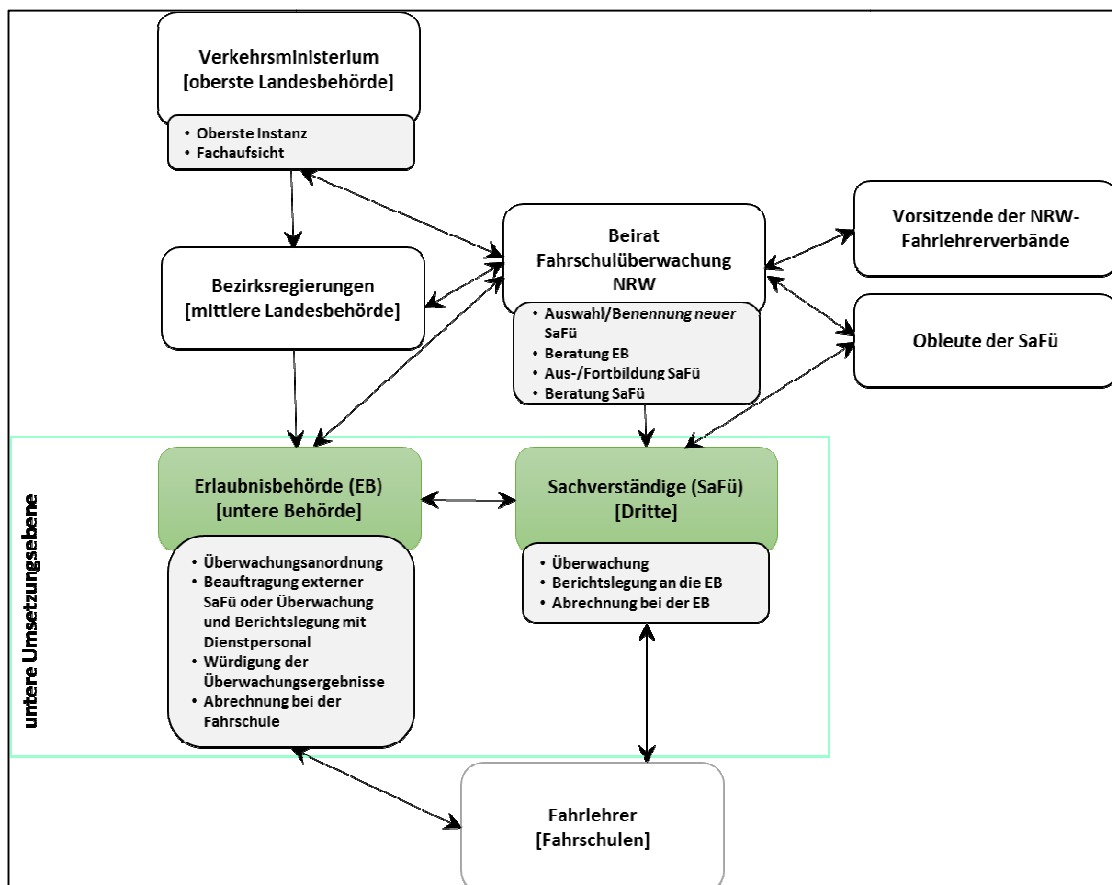 Verkehrsministerium
[oberste Landesbehörde]
• Oberste Instanz
• Fachaufsicht
Bezirksregierungen
[mittlere Landesbehörde]
Beirat
Fahrschulüberwachung
NRW
• Auswahl/Benennung neuer
SaFü
• Beratung EB
• Aus-/Fortbildung SaFü
• Beratung SaFü
Vorsitzende der NRW-
Fahrlehrerverbände
Obleute der SaFü
untere Umsetzungsebene
Erlaubnisbehörde (EB)
[untere Behörde]
• Überwachungsanordnung
• Beauftragung externer
SaFü oder Überwachung
und Berichtslegung mit
Dienstpersonal
• Würdigung der
Überwachungsergebnisse
• Abrechnung bei der
Fahrschule
Sachverständige (SaFü)
[Dritte]
• Überwachung
• Berichtslegung an die EB
• Abrechnung bei der EB
Fahrlehrer
[Fahrschulen]